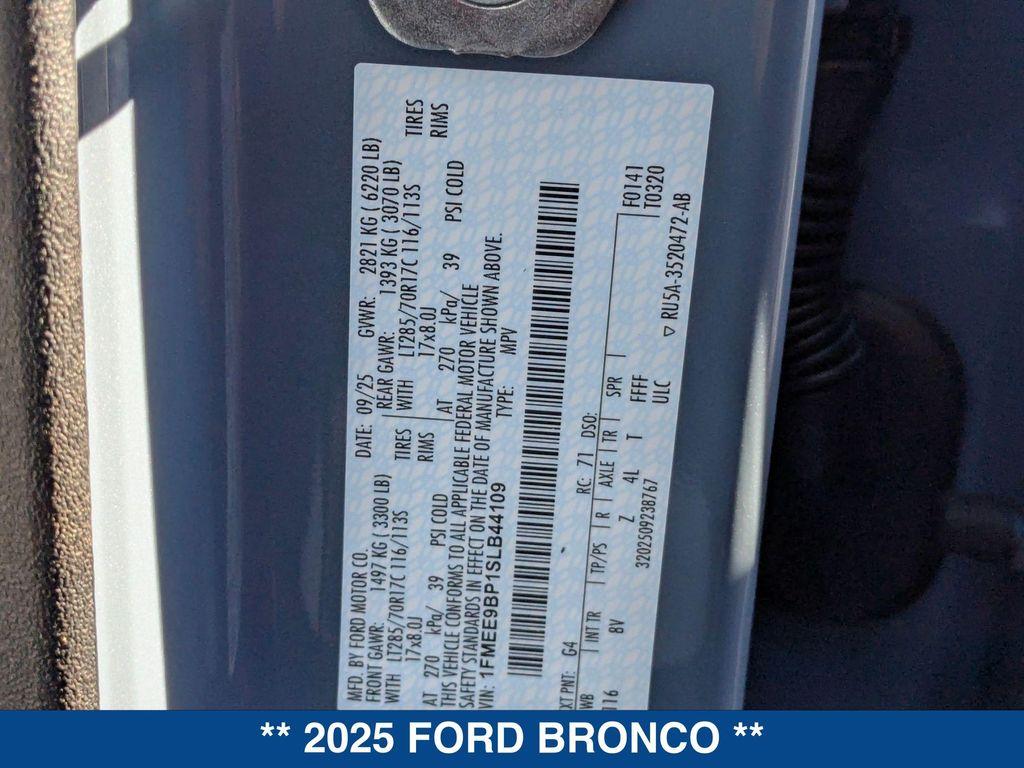 MFD. BY FORD MOTOR CO.
DATE: 09/25 GVWR: 2821 KG ( 6220 LB)
FRONT GAWR: 1497 KG ( 3300 LB)
REAR GAWR: 1393 KG ( 3070 LB)
WITH LT285/70R17C 116/113S TIRES
WITH LT285/70R17C 116/113S TIRES
17x8.0J RIMS
17x8.0J RIMS
AT 270 kPa/ 39 PSI COLD
AT 270 kPa/ 39 PSI COLD
THIS VEHICLE CONFORMS TO ALL APPLICABLE FEDERAL MOTOR VEHICLE
SAFETY STANDARDS IN EFFECT ON THE DATE OF MANUFACTURE SHOWN ABOVE.
VIN: 1FMEE9BP1SLB44109 TYPE: MPV
XT PNT: G4 RC: 71 DSO:
WB INT TR TP/PS R AXLE TR SPR F0141
116 8V Z 4L T FFFF T0320
3202509238767 ULC
▽ RU5A-3520472-AB
** 2025 FORD BRONCO **